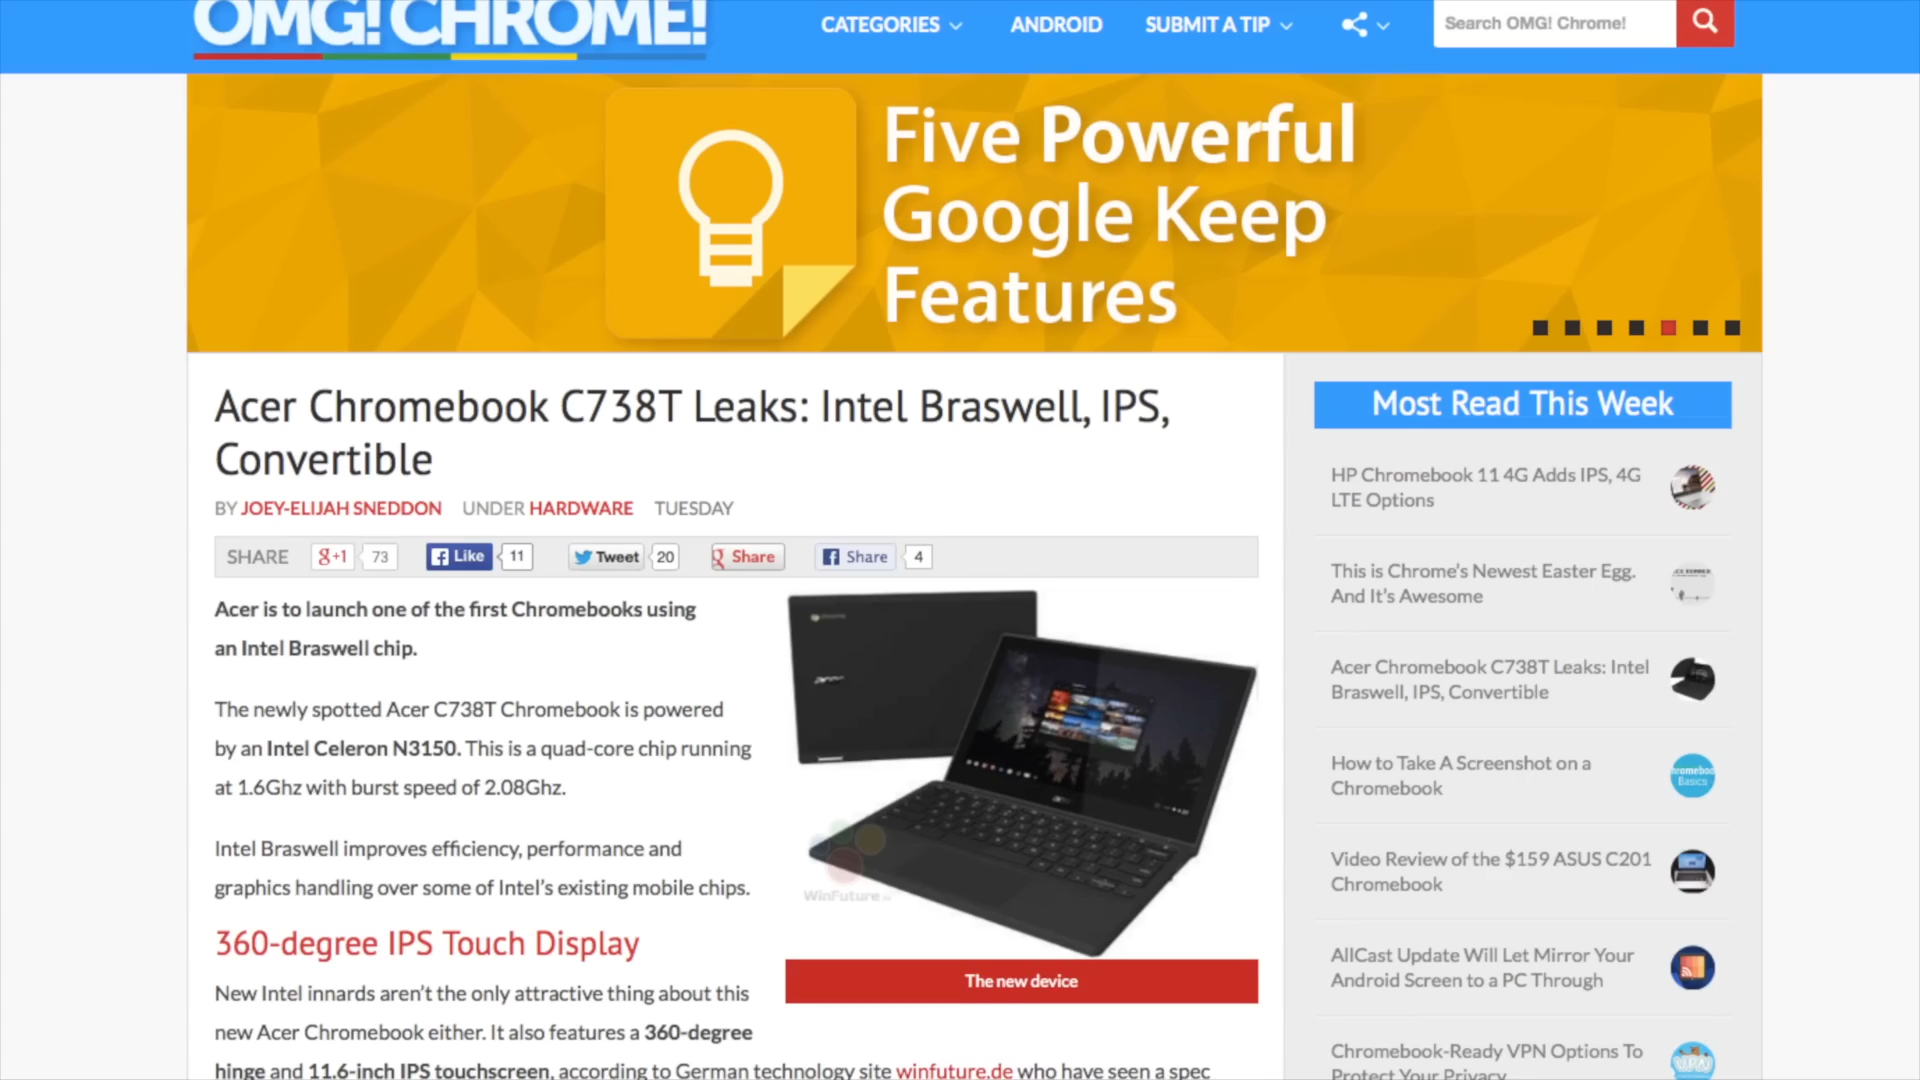 OMG! CHROME!
CATEGORIES
ANDROID
SUBMIT A TIP
Search OMG! Chrome!
Five Powerful
Google Keep
Features
Acer Chromebook C738T Leaks: Intel Braswell, IPS,
Convertible
BY JOEY-ELIJAH SNEDDON UNDER HARDWARE TUESDAY
SHARE g+1 73 Like 11 Tweet 20 Share Share 4
Acer is to launch one of the first Chromebooks using
an Intel Braswell chip.
The newly spotted Acer C738T Chromebook is powered
by an Intel Celeron N3150. This is a quad-core chip running
at 1.6Ghz with burst speed of 2.08Ghz.
Intel Braswell improves efficiency, performance and
graphics handling over some of Intel's existing mobile chips.
360-degree IPS Touch Display
New Intel innards aren't the only attractive thing about this
new Acer Chromebook either. It also features a 360-degree
hinge and 11.6-inch IPS touchscreen, according to German technology site winfuture.de who have seen a spec
acer
WinFuture.de
The new device
Most Read This Week
HP Chromebook 11 4G Adds IPS, 4G
LTE Options
This is Chrome's Newest Easter Egg.
And It's Awesome
Acer Chromebook C738T Leaks: Intel
Braswell, IPS, Convertible
How to Take A Screenshot on a
Chromebook
Basics
Video Review of the $159 ASUS C201
Chromebook
AllCast Update Will Let Mirror Your
Android Screen to a PC Through
Chromebook-Ready VPN Options To
Protect Your Privacy